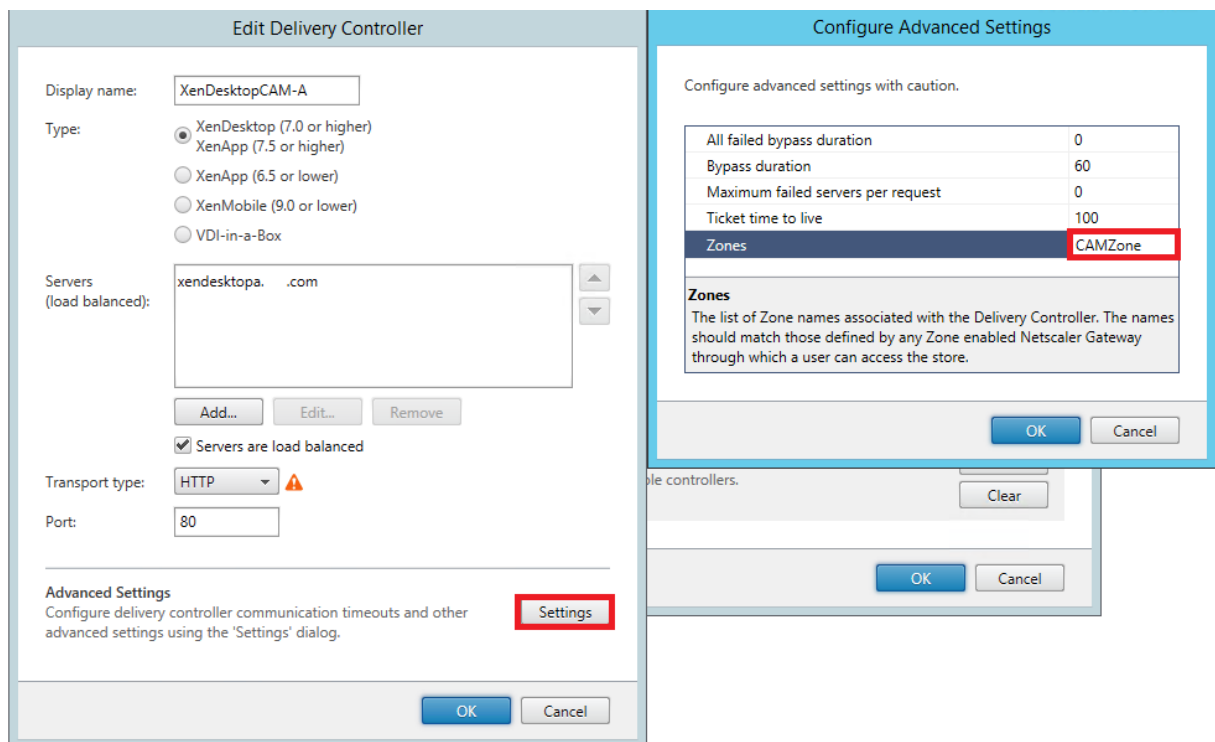 Edit Delivery Controller
Display name:
XenDesktopCAM-A
Type:
XenDesktop (7.0 or higher)
XenApp (7.5 or higher)
XenApp (6.5 or lower)
XenMobile (9.0 or lower)
VDI-in-a-Box
Servers
(load balanced):
xendesktopa. .com
Add... Edit... Remove
Servers are load balanced
Transport type:
HTTP
Port:
80
Advanced Settings
Configure delivery controller communication timeouts and other
advanced settings using the 'Settings' dialog.
Settings
OK Cancel
Configure Advanced Settings
Configure advanced settings with caution.
All failed bypass duration 0
Bypass duration 60
Maximum failed servers per request 0
Ticket time to live 100
Zones CAMZone
Zones
The list of Zone names associated with the Delivery Controller. The names
should match those defined by any Zone enabled Netscaler Gateway
through which a user can access the store.
OK Cancel
controllers.
Clear
OK Cancel